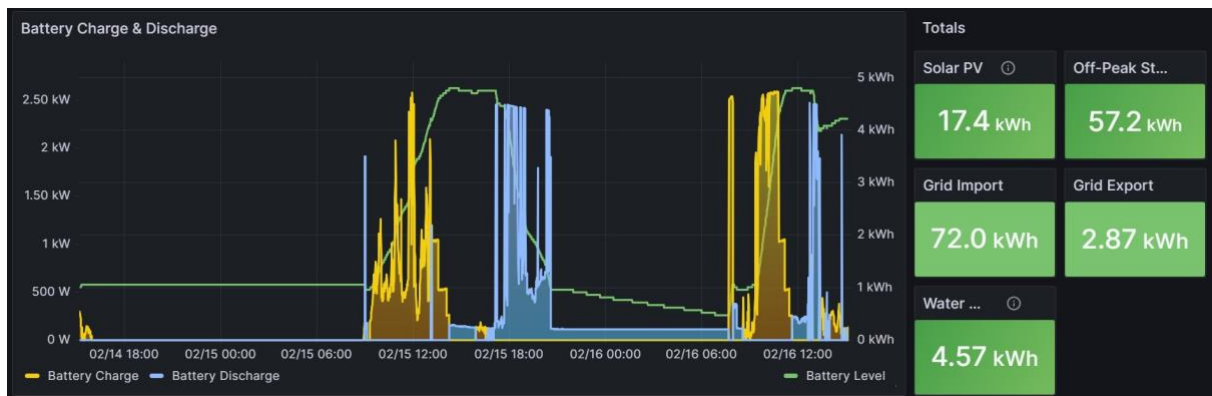 Battery Charge & Discharge
2.50 kW
2 kW
1.50 kW
1 kW
500 W
0 W
5 kWh
4 kWh
3 kWh
2 kWh
1 kWh
0 kWh
02/14 18:00 02/15 00:00 02/15 06:00 02/15 12:00 02/15 18:00 02/16 00:00 02/16 06:00 02/16 12:00
Battery Charge Battery Discharge Battery Level
Totals
Solar PV Off-Peak St...
17.4 kWh 57.2 kWh
Grid Import Grid Export
72.0 kWh 2.87 kWh
Water ...
4.57 kWh